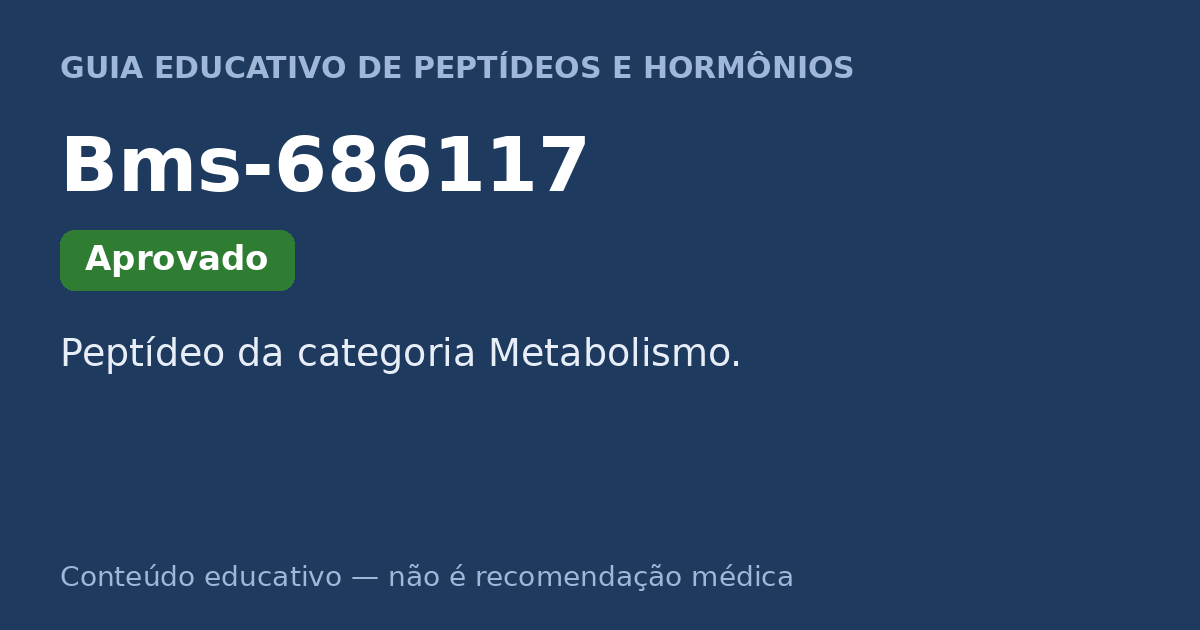 GUIA EDUCATIVO DE PEPTÍDEOS E HORMÔNIOS
Bms-686117
Aprovado
Peptídeo da categoria Metabolismo.
Conteúdo educativo — não é recomendação médica